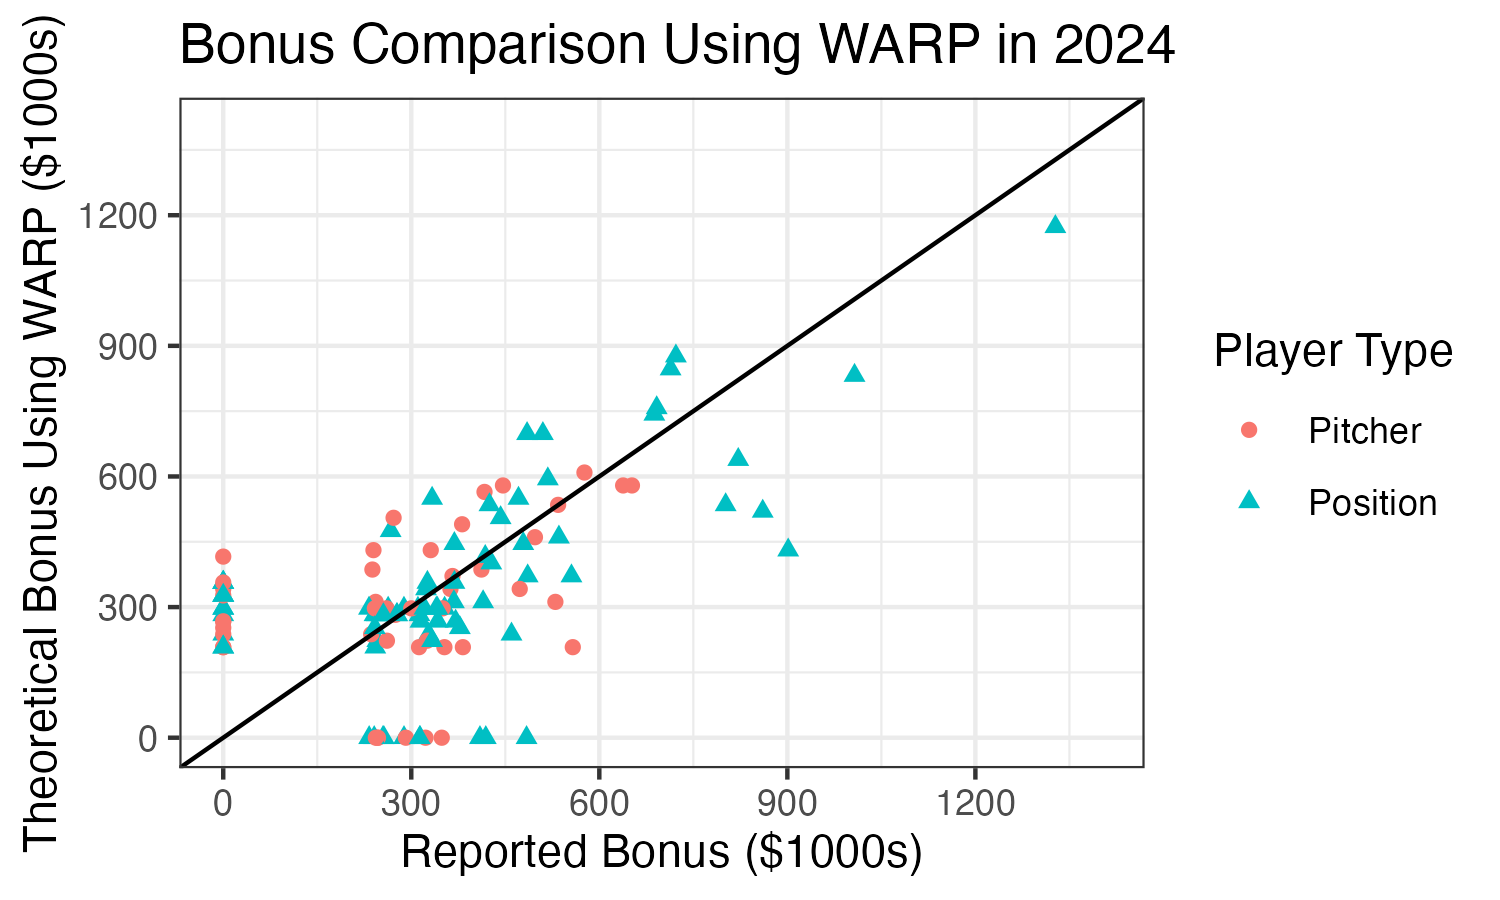 Bonus Comparison Using WARP in 2024
Theoretical Bonus Using WARP ($1000s)
1200
900
600
300
0
0 300 600 900 1200
Reported Bonus ($1000s)
Player Type
Pitcher
Position